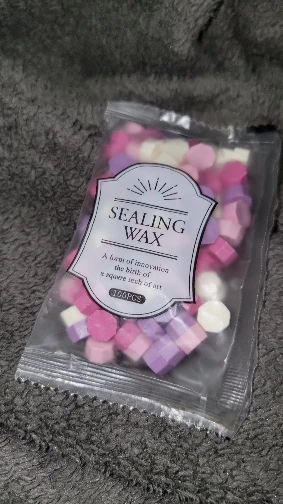 SEALING
WAX
A form of innovation
the birth of
a square inch of art
100PCS